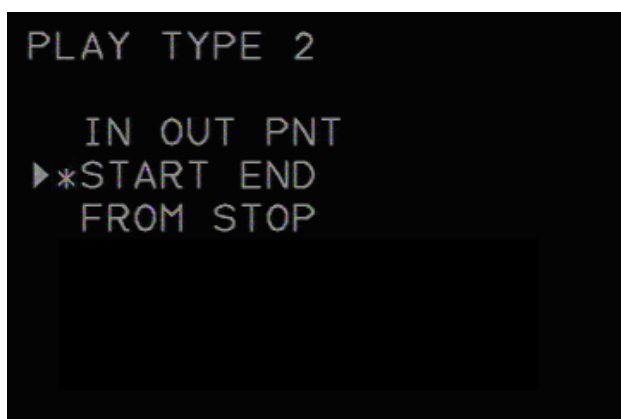 PLAY TYPE 2
IN OUT PNT
▶*START END
FROM STOP